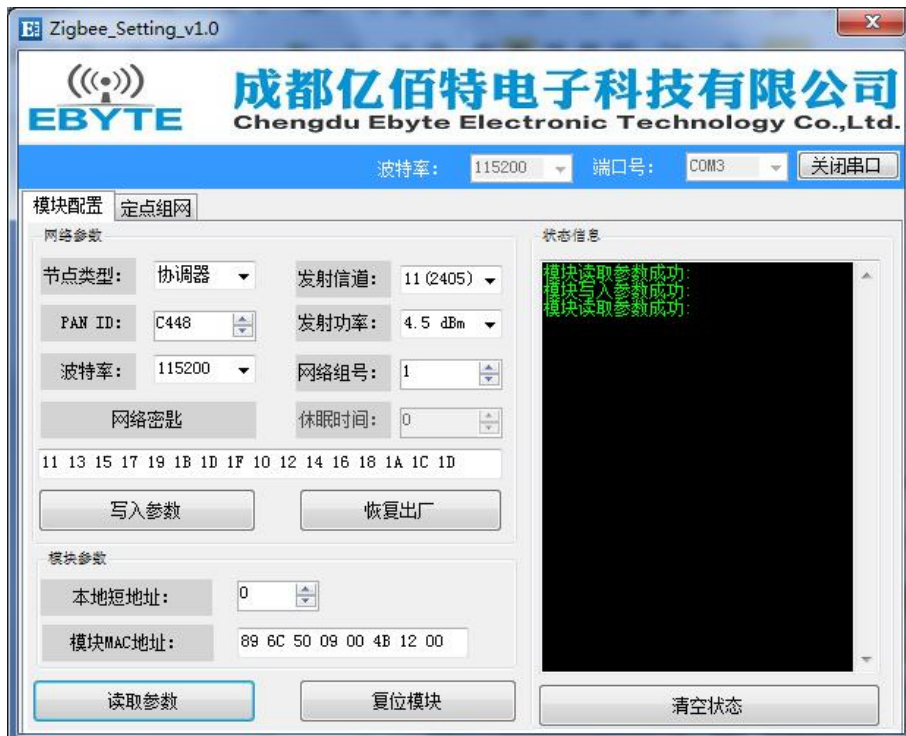 Zigbee_Setting_v1.0
EBYTE
成都亿佰特电子科技有限公司
Chengdu Ebyte Electronic Technology Co.,Ltd.
波特率: 115200 端口号: COM3 关闭串口
模块配置 定点组网
网络参数
节点类型: 协调器 发射信道: 11(2405)
PAN ID: C448 发射功率: 4.5 dBm
波特率: 115200 网络组号: 1
网络密匙 休眠时间: 0
11 13 15 17 19 1B 1D 1F 10 12 14 16 18 1A 1C 1D
写入参数 恢复出厂
模块参数
本地短地址: 0
模块MAC地址: 89 6C 50 09 00 4B 12 00
读取参数 复位模块
状态信息
模块读取参数成功:
模块写入参数成功:
模块读取参数成功:
清空状态